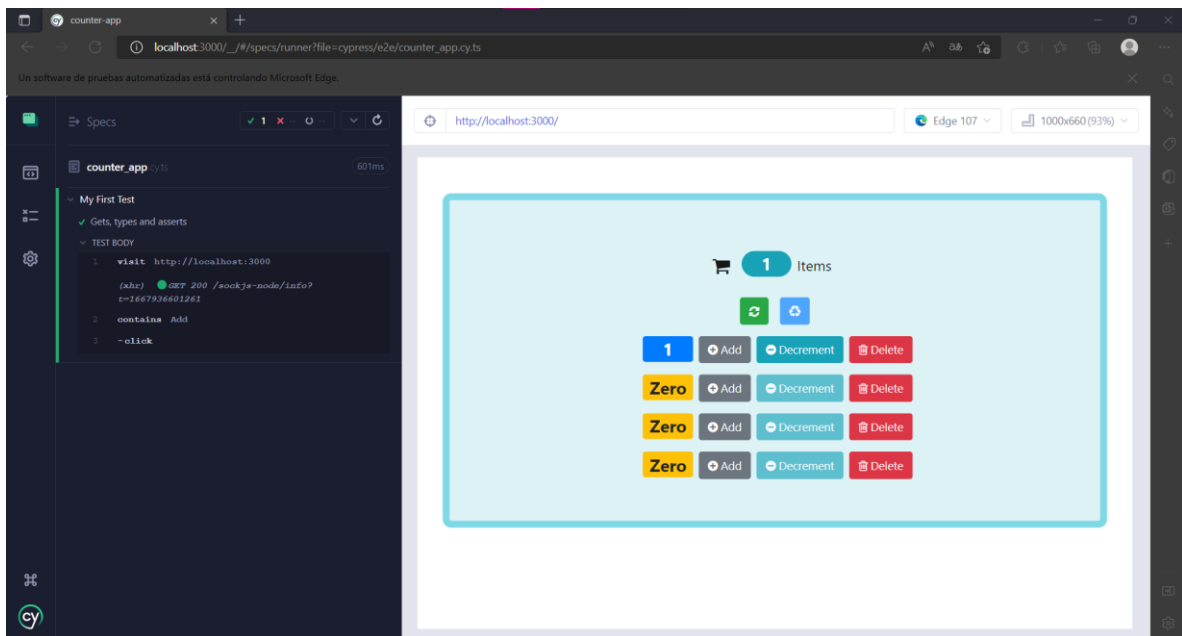 counter-app
localhost:3000/__/#/specs/runner?file=cypress/e2e/counter_app.cy.ts
Un software de pruebas automatizadas está controlando Microsoft Edge.
Specs
1
http://localhost:3000/
Edge 107
1000x660 (93%)
counter_app.cy.ts
601ms
My First Test
Gets, types and asserts
TEST BODY
1 visit http://localhost:3000
(xhr) GET 200 /sockjs-node/info?
t=1667936601261
2 contains Add
3 -click
1 Items
1 Add Decrement Delete
Zero Add Decrement Delete
Zero Add Decrement Delete
Zero Add Decrement Delete
cy